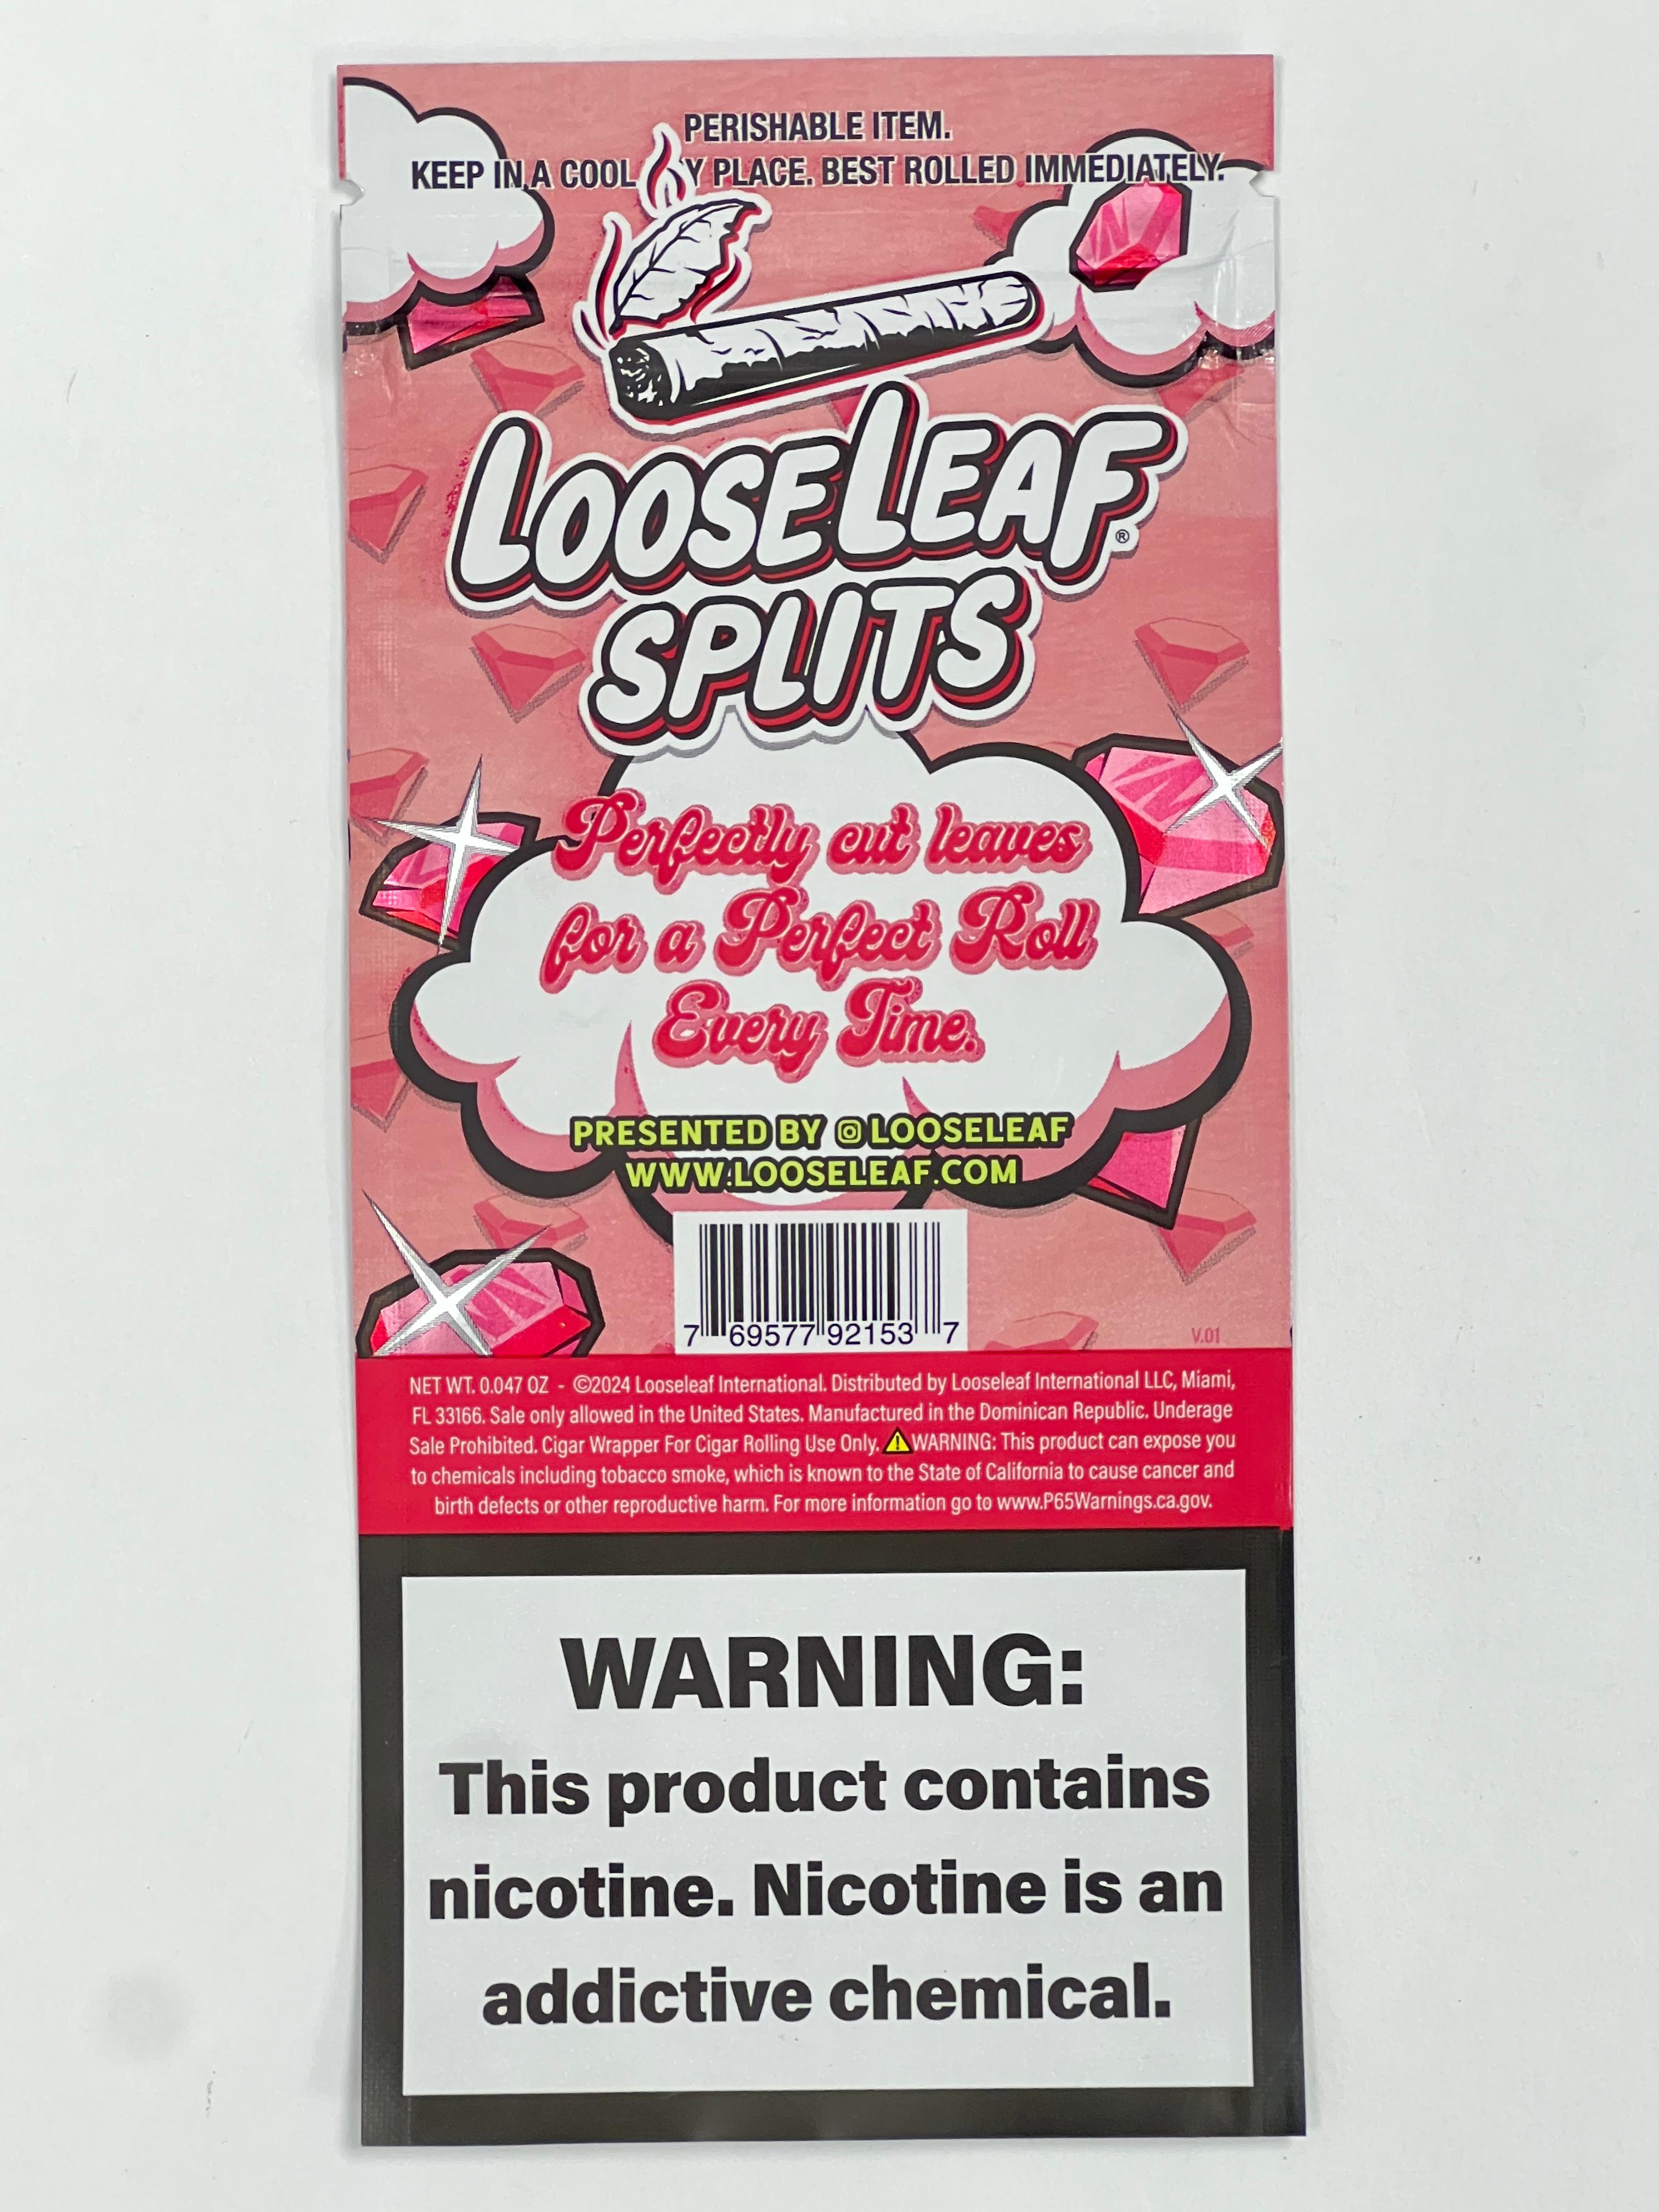 PERISHABLE ITEM.
KEEP IN A COOL Y PLACE. BEST ROLLED IMMEDIATELY.
LOOSELEAF®
SPLITS
Perfectly cut leaves
for a Perfect Roll
Every Time.
PRESENTED BY @LOOSELEAF
WWW.LOOSELEAF.COM
7 69577 92153 7
V.01
NET WT. 0.047 OZ - ©2024 Looseleaf International. Distributed by Looseleaf International LLC, Miami,
FL 33166. Sale only allowed in the United States. Manufactured in the Dominican Republic. Underage
Sale Prohibited. Cigar Wrapper For Cigar Rolling Use Only. ⚠WARNING: This product can expose you
to chemicals including tobacco smoke, which is known to the State of California to cause cancer and
birth defects or other reproductive harm. For more information go to www.P65Warnings.ca.gov.
WARNING:
This product contains
nicotine. Nicotine is an
addictive chemical.